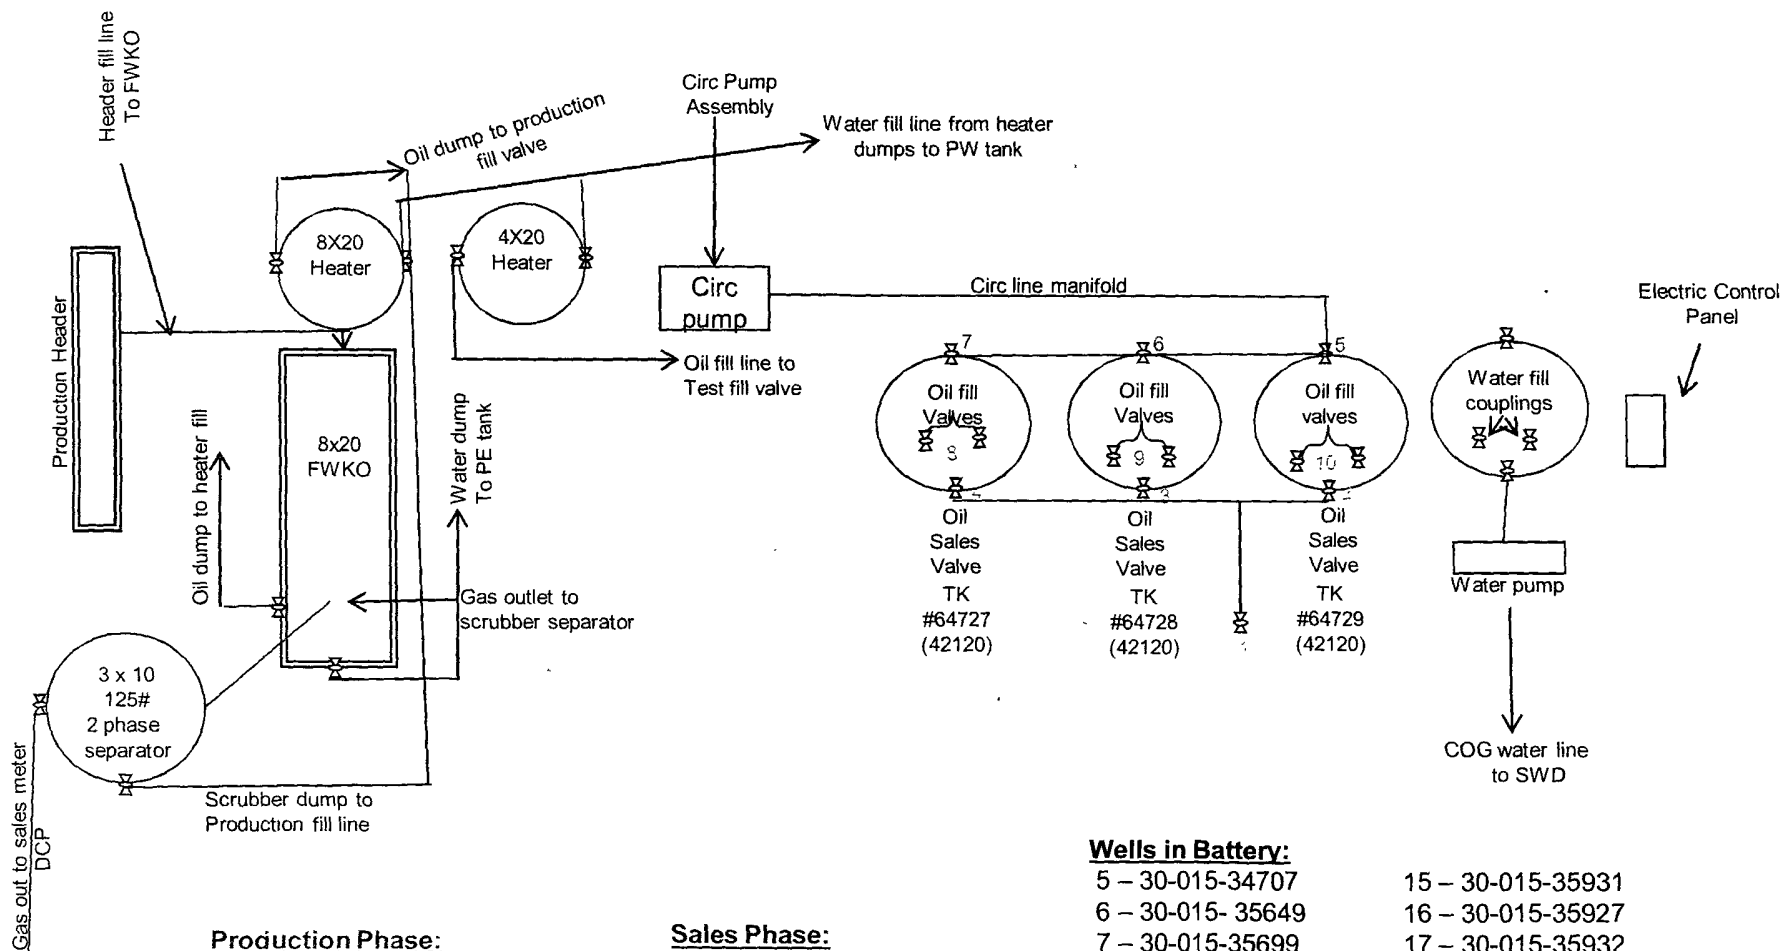 Header fill line
To FWKO
Circ Pump
Assembly
Oil dump to production
fill valve
Water fill line from heater
dumps to PW tank
8X20
Heater
4X20
Heater
Circ
pump
Circ line manifold
Electric Control
Panel
Production Header
Oil fill line to
Test fill valve
7
6
5
Oil fill
Valves
8
Oil fill
Valves
9
Oil fill
valves
10
Water fill
couplings
8x20
FWKO
Oil dump to heater fill
Water dump
To PE tank
3
Oil
Sales
Valve
TK
#64727
(42120)
Oil
Sales
Valve
TK
#64728
(42120)
Oil
Sales
Valve
TK
#64729
(42120)
Water pump
Gas outlet to
scrubber separator
3 x 10
125#
2 phase
separator
COG water line
to SWD
Scrubber dump to
Production fill line
Gas out to sales meter
DCP
Wells in Battery:
5 – 30-015-34707
15 – 30-015-35931
6 – 30-015- 35649
16 – 30-015-35927
7 – 30-015-35699
17 – 30-015-35932
Production Phase:
Sales Phase: